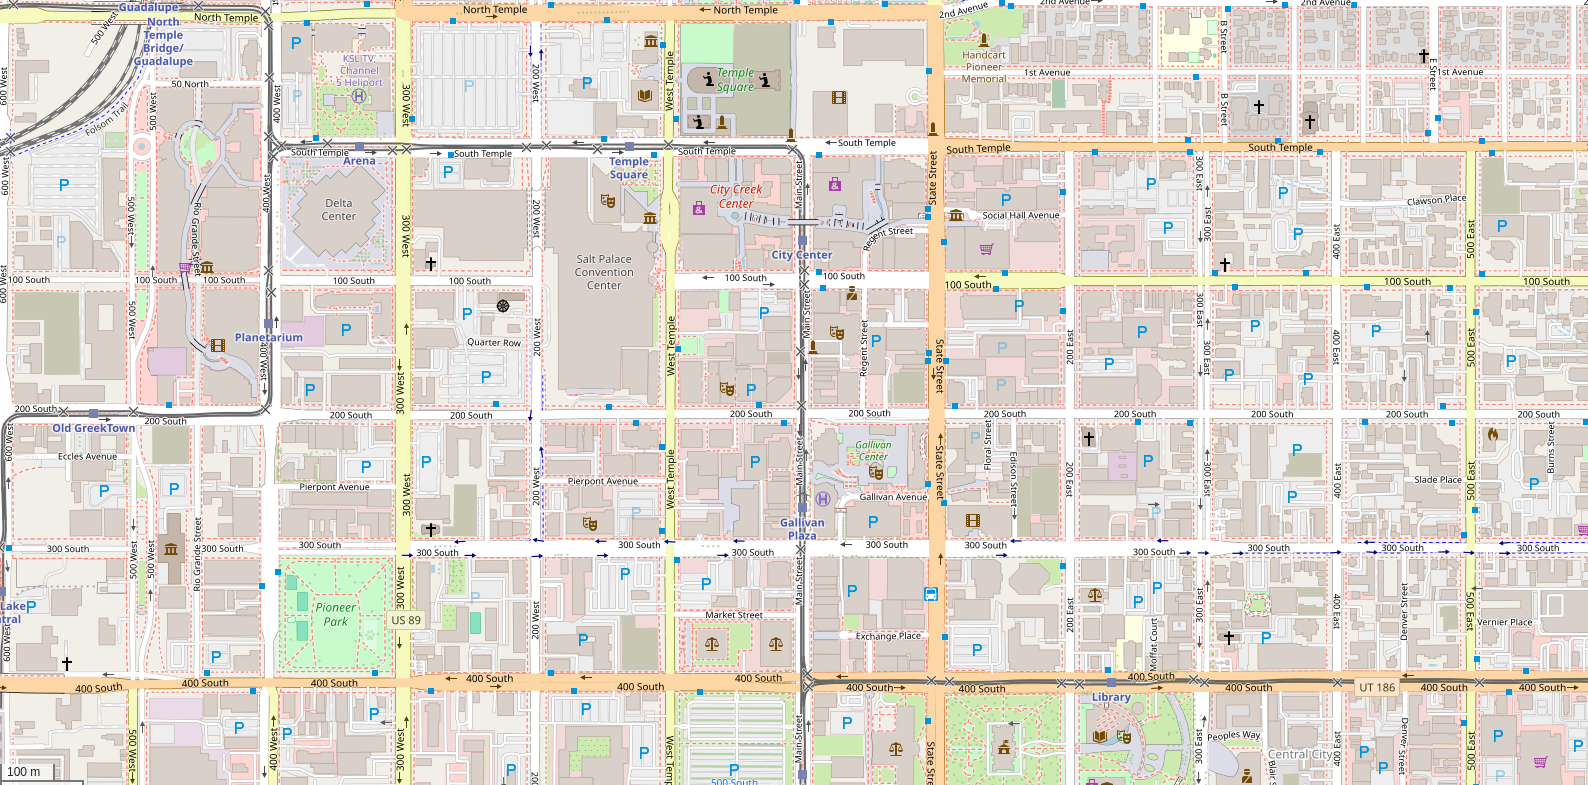 Guadalupe
North Temple
North Temple
North Temple
2nd Avenue
2nd Avenue
2nd Avenue
500 West
North
Temple
Bridge/
Guadalupe
B Street
KSL TV,
Channel
5 Heliport
West Temple
Handcart
Pioneer
Memorial
Temple
Square
1st Avenue
1st Avenue
E Street
600 West
50 North
500 West
400 West
300 West
200 West
B Street
Folsom Trail
South Temple
Arena
South Temple
Temple
Square
South Temple
South Temple
South Temple
South Temple
600 West
400 West
Delta
Center
200 West
City Creek
Center
Main Street
State Street
300 East
Clawson Place
500 West
Rio Grande Street
300 West
Social Hall Avenue
Regent Street
300 East
400 East
500 East
Salt Palace
Convention
Center
City Center
600 West
100 South
100 South
100 South
100 South
100 South
100 South
100 South
100 South
100 South
100 South
500 West
Planetarium
400 West
Quarter Row
200 West
West Temple
Main Street
Regent Street
State Street
200 East
300 East
300 East
400 East
500 East
300 West
200 South
Old GreekTown
200 South
200 South
200 South
200 South
200 South
200 South
200 South
200 South
200 South
200 South
600 West
Eccles Avenue
Pierpont Avenue
300 West
200 West
Pierpont Avenue
West Temple
Main Street
Gallivan
Center
Gallivan Avenue
State Street
Floral Street
Edison Street
200 East
300 East
400 East
Slade Place
500 East
Burns Street
Gallivan
Plaza
300 South
500 West
500 West
Rio Grande Street
300 South
300 South
300 South
300 South
300 South
300 South
300 South
300 South
300 South
300 South
300 South
Lake
tral
600 West
Pioneer
Park
300 West
US 89
200 West
Market Street
Main Street
Exchange Place
200 East
Moffat Court
300 East
400 East
Denver Street
500 East
Vernier Place
400 South
400 South
400 South
400 South
400 South
400 South
400 South
400 South
400 South
400 South
UT 186
400 South
400 South
Library
500 West
400 West
300 West
200
West Temp
Main Street
500 South
State Stre
300 East
Peoples Way
Central City
Blair S
400 East
Denver Street
500 East
100 m